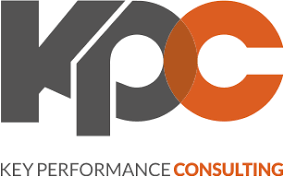 KPC
KEY PERFORMANCE CONSULTING